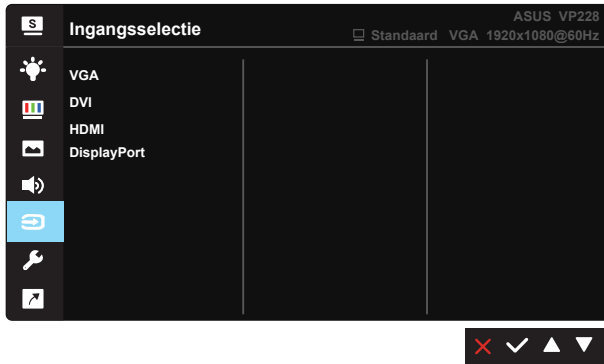 S
Ingangsselectie
ASUS VP228
Standaard VGA 1920x1080@60Hz
VGA
DVI
HDMI
DisplayPort